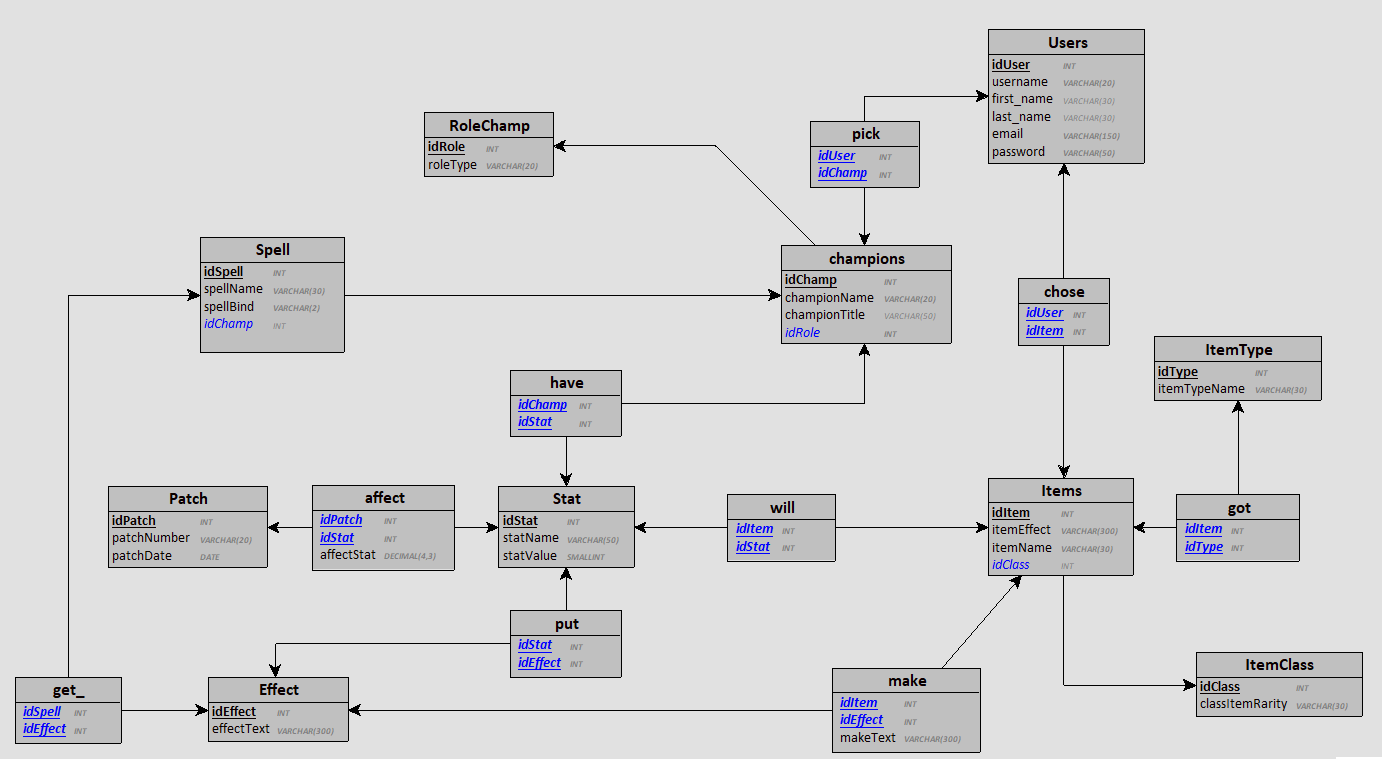 Users
idUser INT
username VARCHAR(20)
first_name VARCHAR(30)
last_name VARCHAR(30)
email VARCHAR(150)
password VARCHAR(50)
RoleChamp
idRole INT
roleType VARCHAR(20)
pick
idUser INT
idChamp INT
Spell
idSpell INT
spellName VARCHAR(30)
spellBind VARCHAR(2)
idChamp INT
champions
idChamp INT
championName VARCHAR(20)
championTitle VARCHAR(50)
idRole INT
chose
idUser INT
idItem INT
ItemType
idType INT
itemTypeName VARCHAR(30)
have
idChamp INT
idStat INT
Patch
idPatch INT
patchNumber VARCHAR(20)
patchDate DATE
affect
idPatch INT
idStat INT
affectStat DECIMAL(4,3)
Stat
idStat INT
statName VARCHAR(50)
statValue SMALLINT
will
idItem INT
idStat INT
Items
idItem INT
itemEffect VARCHAR(300)
itemName VARCHAR(30)
idClass INT
got
idItem INT
idType INT
put
idStat INT
idEffect INT
get_
idSpell INT
idEffect INT
Effect
idEffect INT
effectText VARCHAR(300)
make
idItem INT
idEffect INT
makeText VARCHAR(300)
ItemClass
idClass INT
classItemRarity VARCHAR(30)